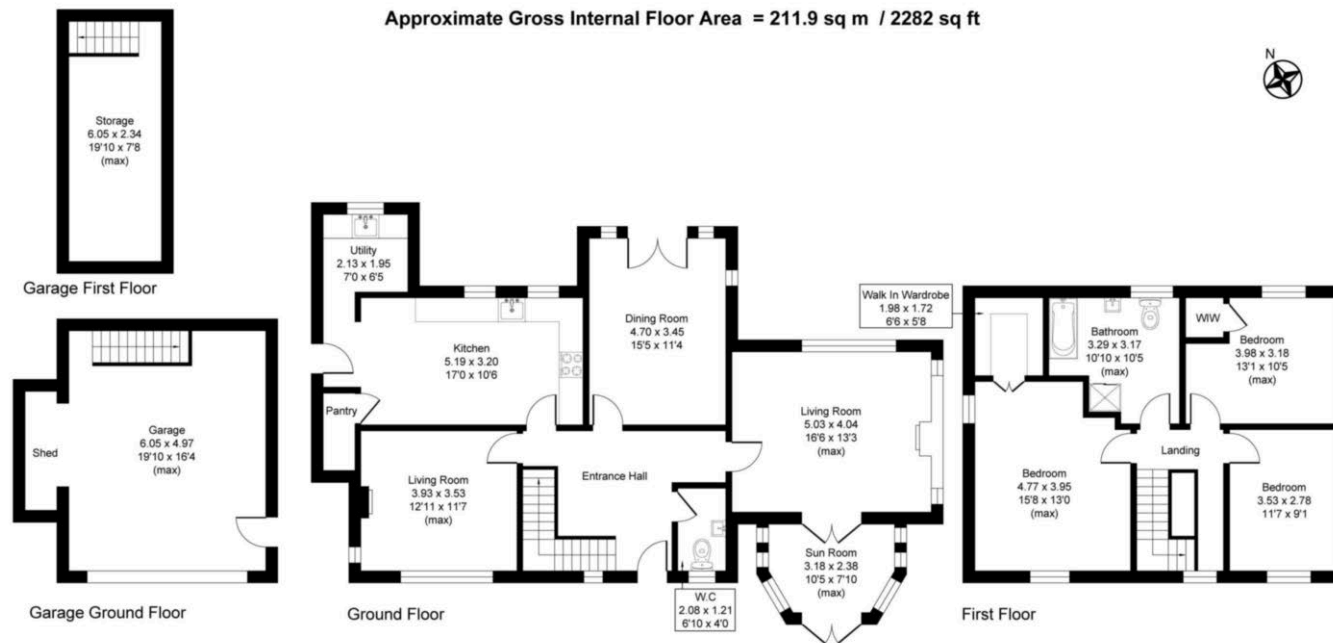 Approximate Gross Internal Floor Area = 211.9 sq m / 2282 sq ft
N
Storage
6.05 x 2.34
19'10 x 7'8
(max)
Garage First Floor
Shed
Garage
6.05 x 4.97
19'10 x 16'4
(max)
Garage Ground Floor
Utility
2.13 x 1.95
7'0 x 6'5
Kitchen
5.19 x 3.20
17'0 x 10'6
Pantry
Living Room
3.93 x 3.53
12'11 x 11'7
(max)
Dining Room
4.70 x 3.45
15'5 x 11'4
Entrance Hall
W.C
2.08 x 1.21
6'10 x 4'0
Living Room
5.03 x 4.04
16'6 x 13'3
(max)
Sun Room
3.18 x 2.38
10'5 x 7'10
(max)
Ground Floor
Walk In Wardrobe
1.98 x 1.72
6'6 x 5'8
Bathroom
3.29 x 3.17
10'10 x 10'5
(max)
WIW
Bedroom
3.98 x 3.18
13'1 x 10'5
(max)
Landing
Bedroom
4.77 x 3.95
15'8 x 13'0
(max)
Bedroom
3.53 x 2.78
11'7 x 9'1
First Floor